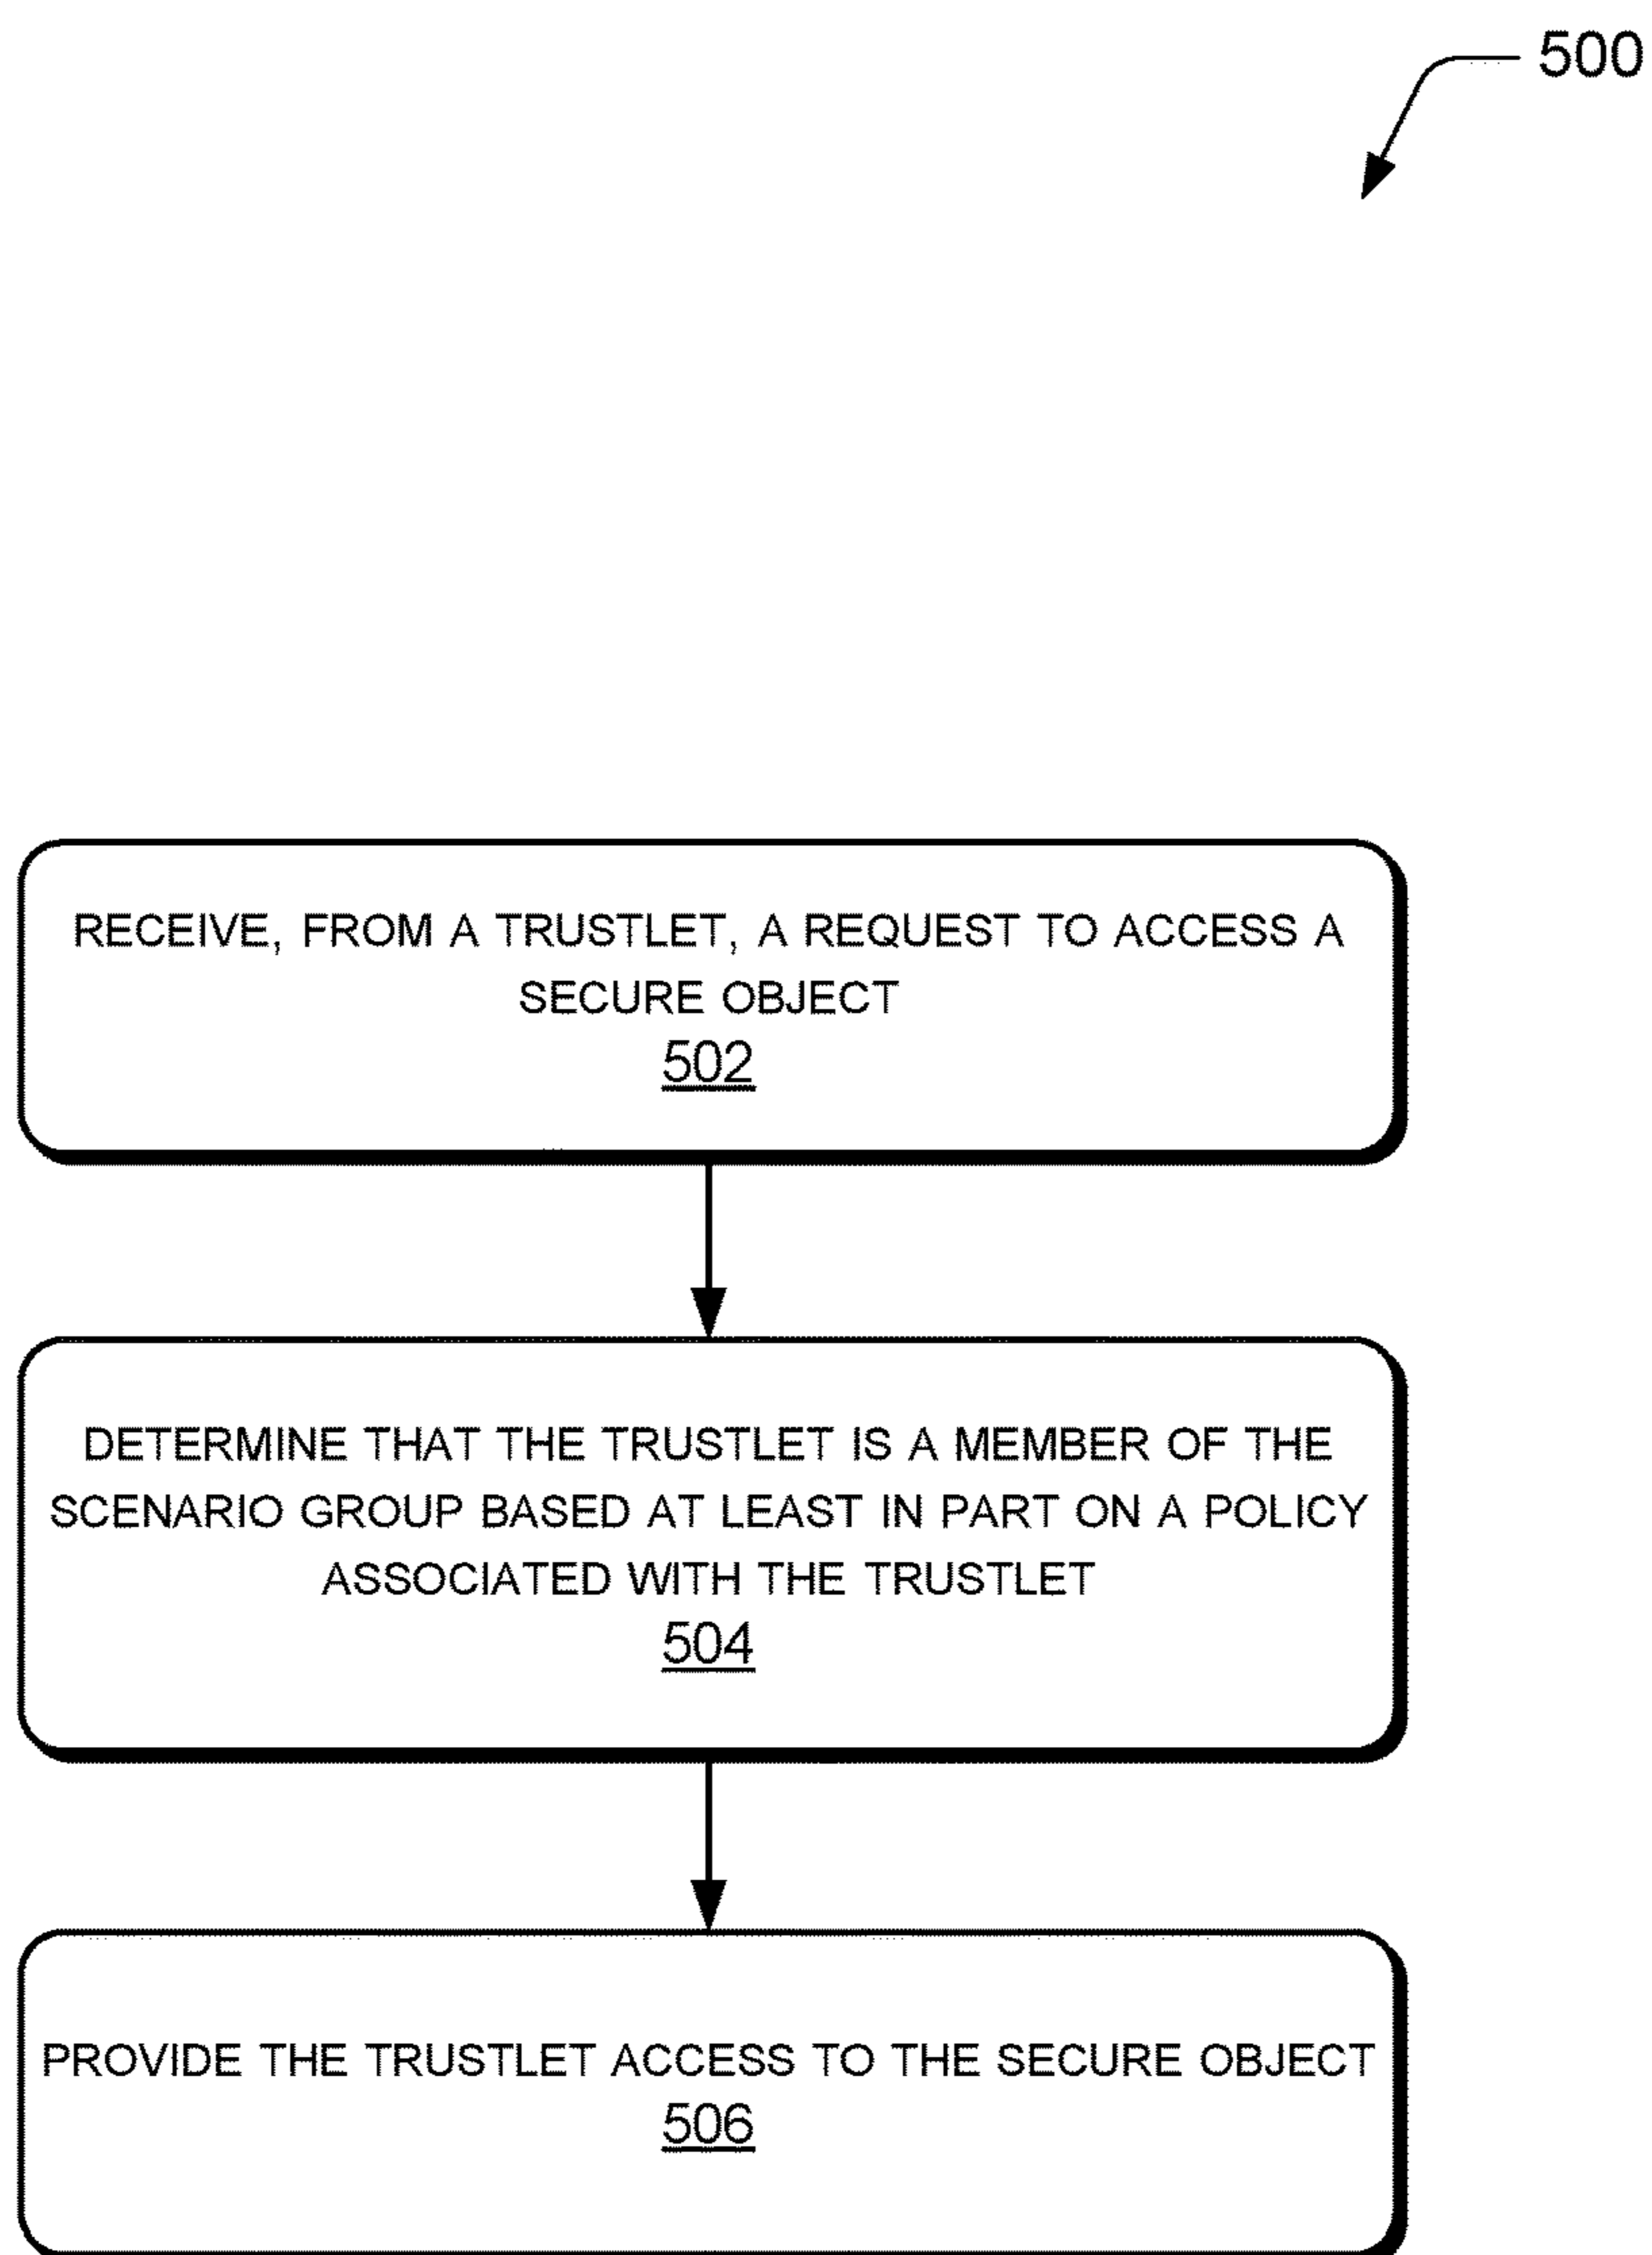 500
RECEIVE, FROM A TRUSTLET, A REQUEST TO ACCESS A
SECURE OBJECT
502
DETERMINE THAT THE TRUSTLET IS A MEMBER OF THE
SCENARIO GROUP BASED AT LEAST IN PART ON A POLICY
ASSOCIATED WITH THE TRUSTLET
504
PROVIDE THE TRUSTLET ACCESS TO THE SECURE OBJECT
506